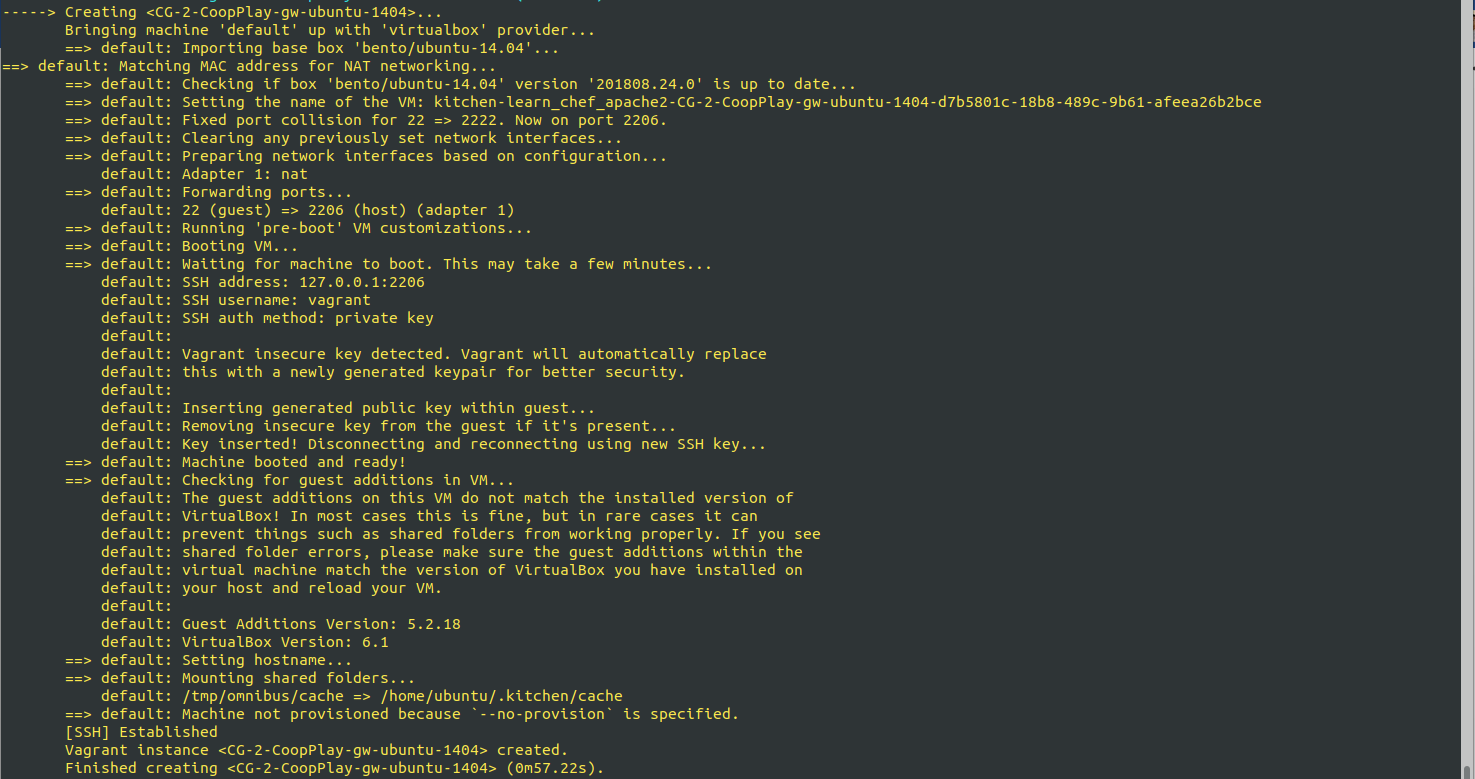 -----> Creating <CG-2-CoopPlay-gw-ubuntu-1404>...
Bringing machine 'default' up with 'virtualbox' provider...
==> default: Importing base box 'bento/ubuntu-14.04'...
==> default: Matching MAC address for NAT networking...
==> default: Checking if box 'bento/ubuntu-14.04' version '201808.24.0' is up to date...
==> default: Setting the name of the VM: kitchen-learn_chef_apache2-CG-2-CoopPlay-gw-ubuntu-1404-d7b5801c-18b8-489c-9b61-afeea26b2bce
==> default: Fixed port collision for 22 => 2222. Now on port 2206.
==> default: Clearing any previously set network interfaces...
==> default: Preparing network interfaces based on configuration...
default: Adapter 1: nat
==> default: Forwarding ports...
default: 22 (guest) => 2206 (host) (adapter 1)
==> default: Running 'pre-boot' VM customizations...
==> default: Booting VM...
==> default: Waiting for machine to boot. This may take a few minutes...
default: SSH address: 127.0.0.1:2206
default: SSH username: vagrant
default: SSH auth method: private key
default:
default: Vagrant insecure key detected. Vagrant will automatically replace
default: this with a newly generated keypair for better security.
default:
default: Inserting generated public key within guest...
default: Removing insecure key from the guest if it's present...
default: Key inserted! Disconnecting and reconnecting using new SSH key...
==> default: Machine booted and ready!
==> default: Checking for guest additions in VM...
default: The guest additions on this VM do not match the installed version of
default: VirtualBox! In most cases this is fine, but in rare cases it can
default: prevent things such as shared folders from working properly. If you see
default: shared folder errors, please make sure the guest additions within the
default: virtual machine match the version of VirtualBox you have installed on
default: your host and reload your VM.
default:
default: Guest Additions Version: 5.2.18
default: VirtualBox Version: 6.1
==> default: Setting hostname...
==> default: Mounting shared folders...
default: /tmp/omnibus/cache => /home/ubuntu/.kitchen/cache
==> default: Machine not provisioned because `--no-provision` is specified.
[SSH] Established
Vagrant instance <CG-2-CoopPlay-gw-ubuntu-1404> created.
Finished creating <CG-2-CoopPlay-gw-ubuntu-1404> (0m57.22s).